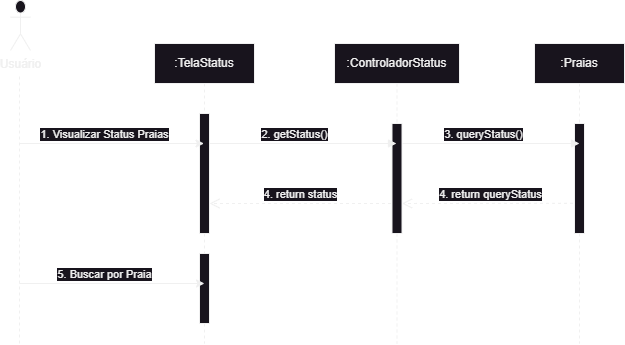 Usuário
:TelaStatus
:ControladorStatus
:Praias
1. Visualizar Status Praias
2. getStatus()
3. queryStatus()
4. return status
4. return queryStatus
5. Buscar por Praia